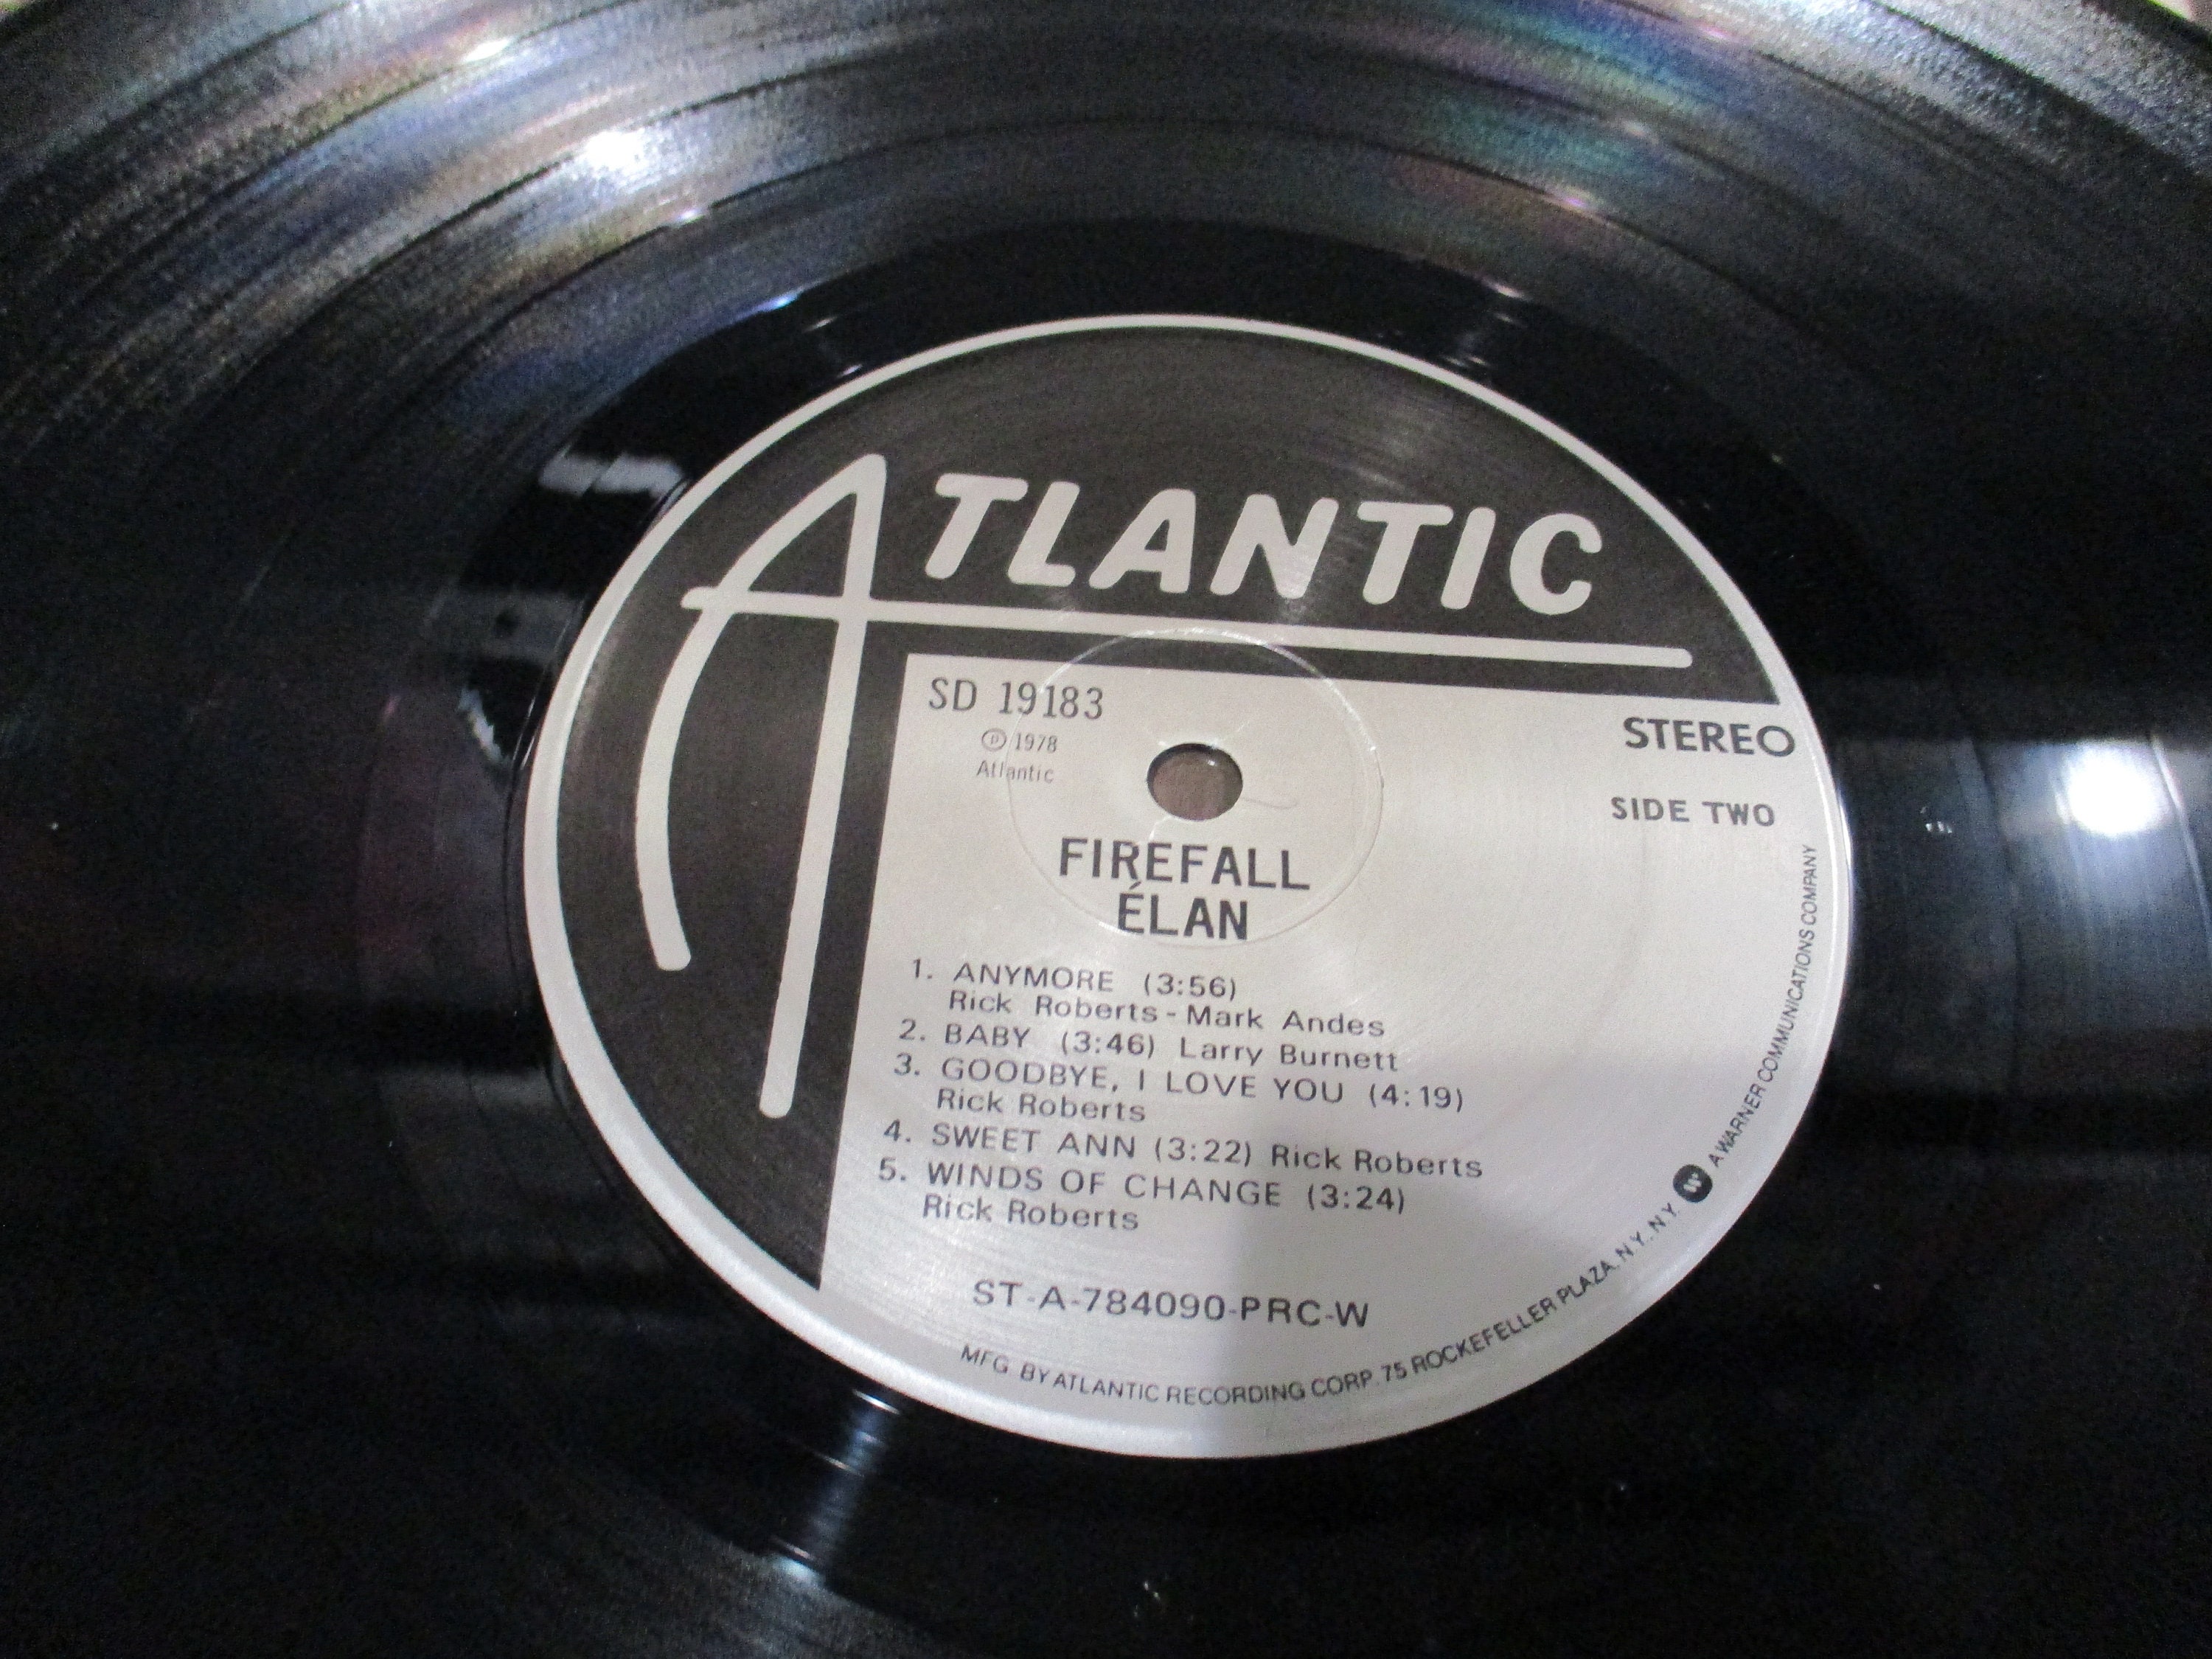 ATLANTIC
SD 19183
℗ 1978
Atlantic
STEREO
SIDE TWO
FIREFALL
ÉLAN
1. ANYMORE (3:56)
Rick Roberts - Mark Andes
2. BABY (3:46) Larry Burnett
3. GOODBYE, I LOVE YOU (4:19)
Rick Roberts
4. SWEET ANN (3:22) Rick Roberts
5. WINDS OF CHANGE (3:24)
Rick Roberts
ST-A-784090-PRC-W
MFG. BY ATLANTIC RECORDING CORP. 75 ROCKEFELLER PLAZA, N.Y., N.Y. W A WARNER COMMUNICATIONS COMPANY